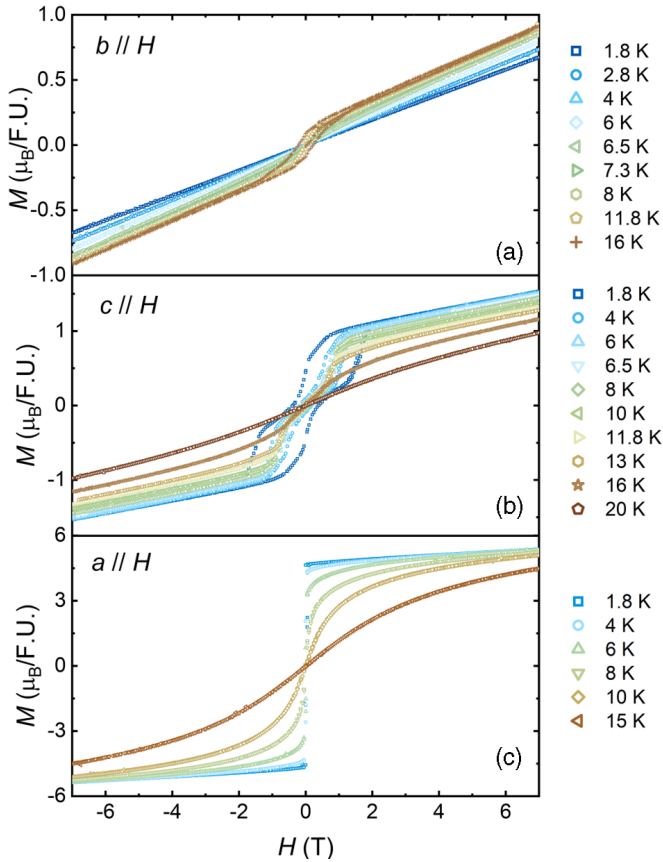 1.0
b // H
0.5
0.0
-0.5
-1.0
M (μB/F.U.)
(a)
1.8 K
2.8 K
4 K
6 K
6.5 K
7.3 K
8 K
11.8 K
16 K
c // H
1
0
-1
M (μB/F.U.)
(b)
1.8 K
4 K
6 K
6.5 K
8 K
10 K
11.8 K
13 K
16 K
20 K
6
a // H
3
0
-3
-6
M (μB/F.U.)
(c)
1.8 K
4 K
6 K
8 K
10 K
15 K
-6 -4 -2 0 2 4 6
H (T)